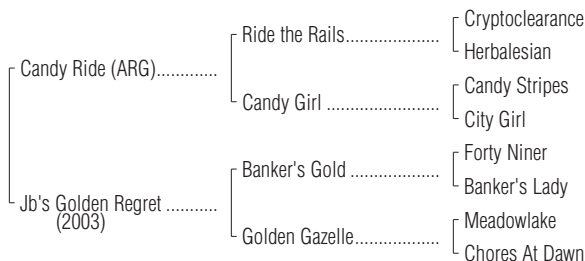 Cryptoclearance
Ride the Rails.....................
Herbalesian
Candy Ride (ARG).............
Candy Stripes
Candy Girl .........................
City Girl
Forty Niner
Banker's Gold ....................
Banker's Lady
Jb's Golden Regret ...........
(2003)
Meadowlake
Golden Gazelle...................
Chores At Dawn